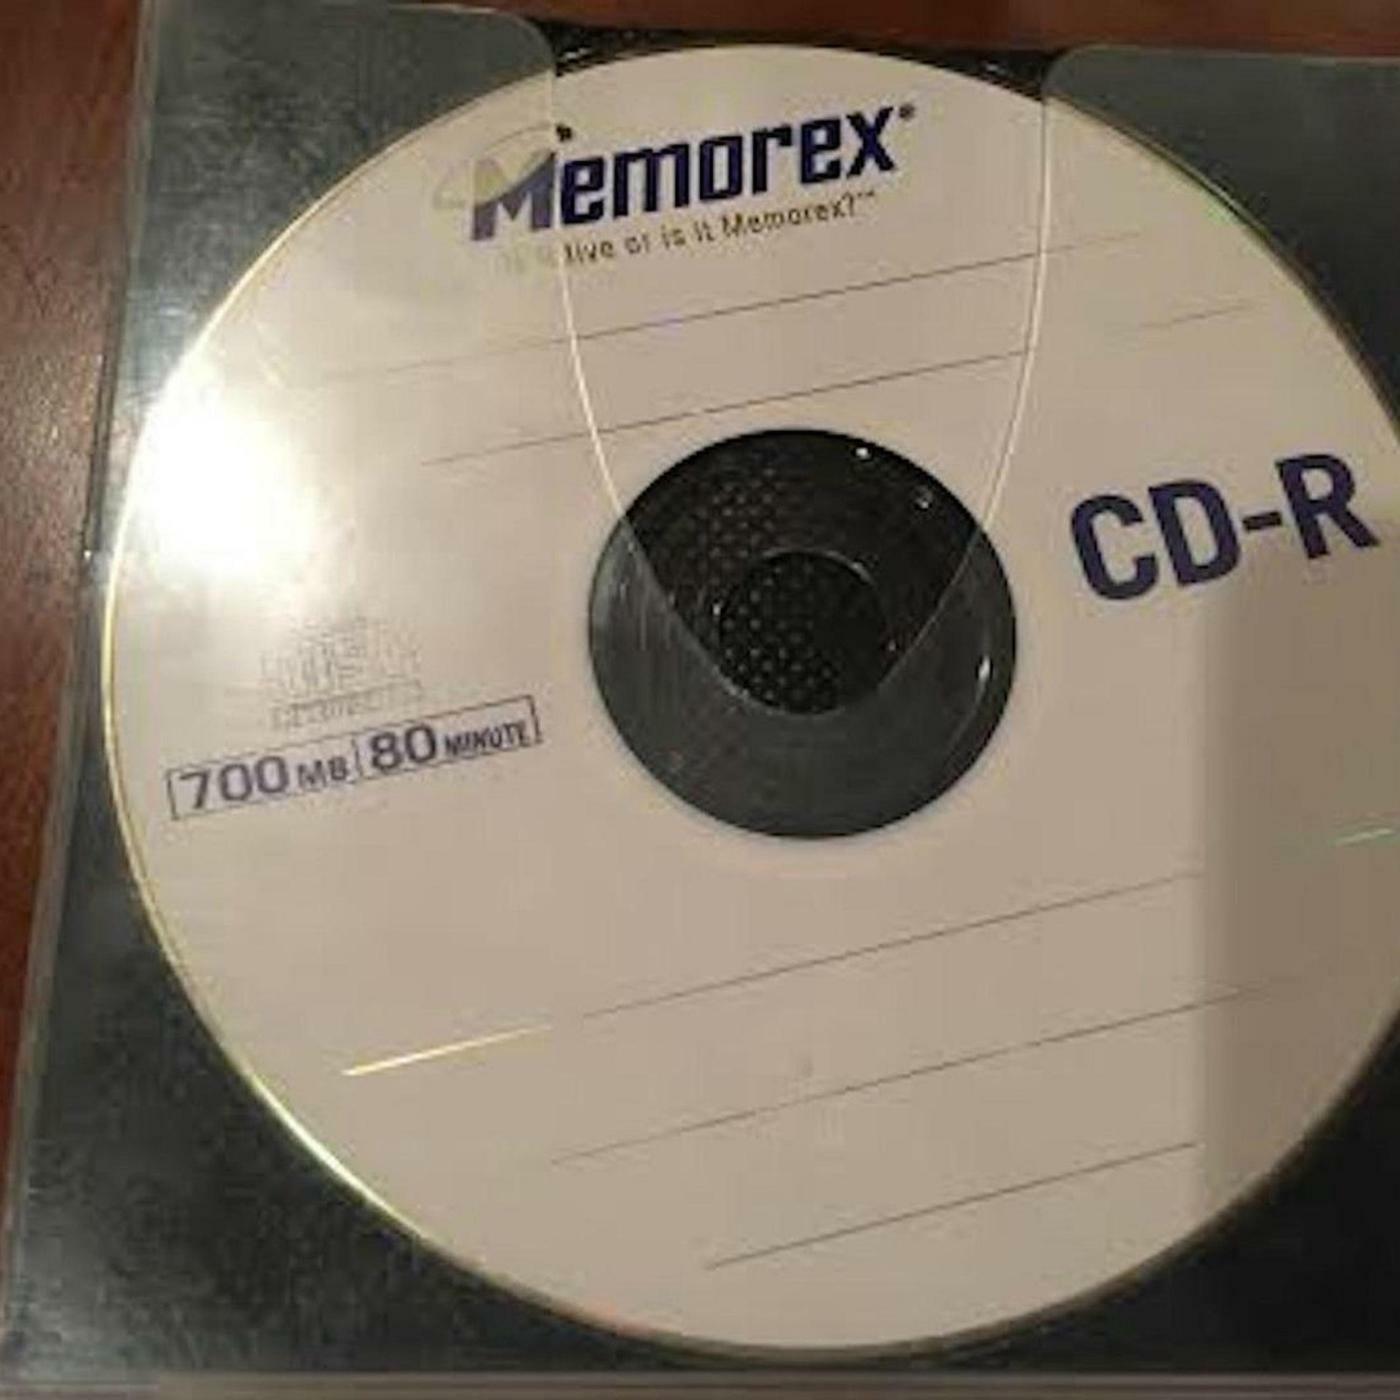 Memorex®
live or is it Memorex?™
CD-R
700 MB 80 MINUTE